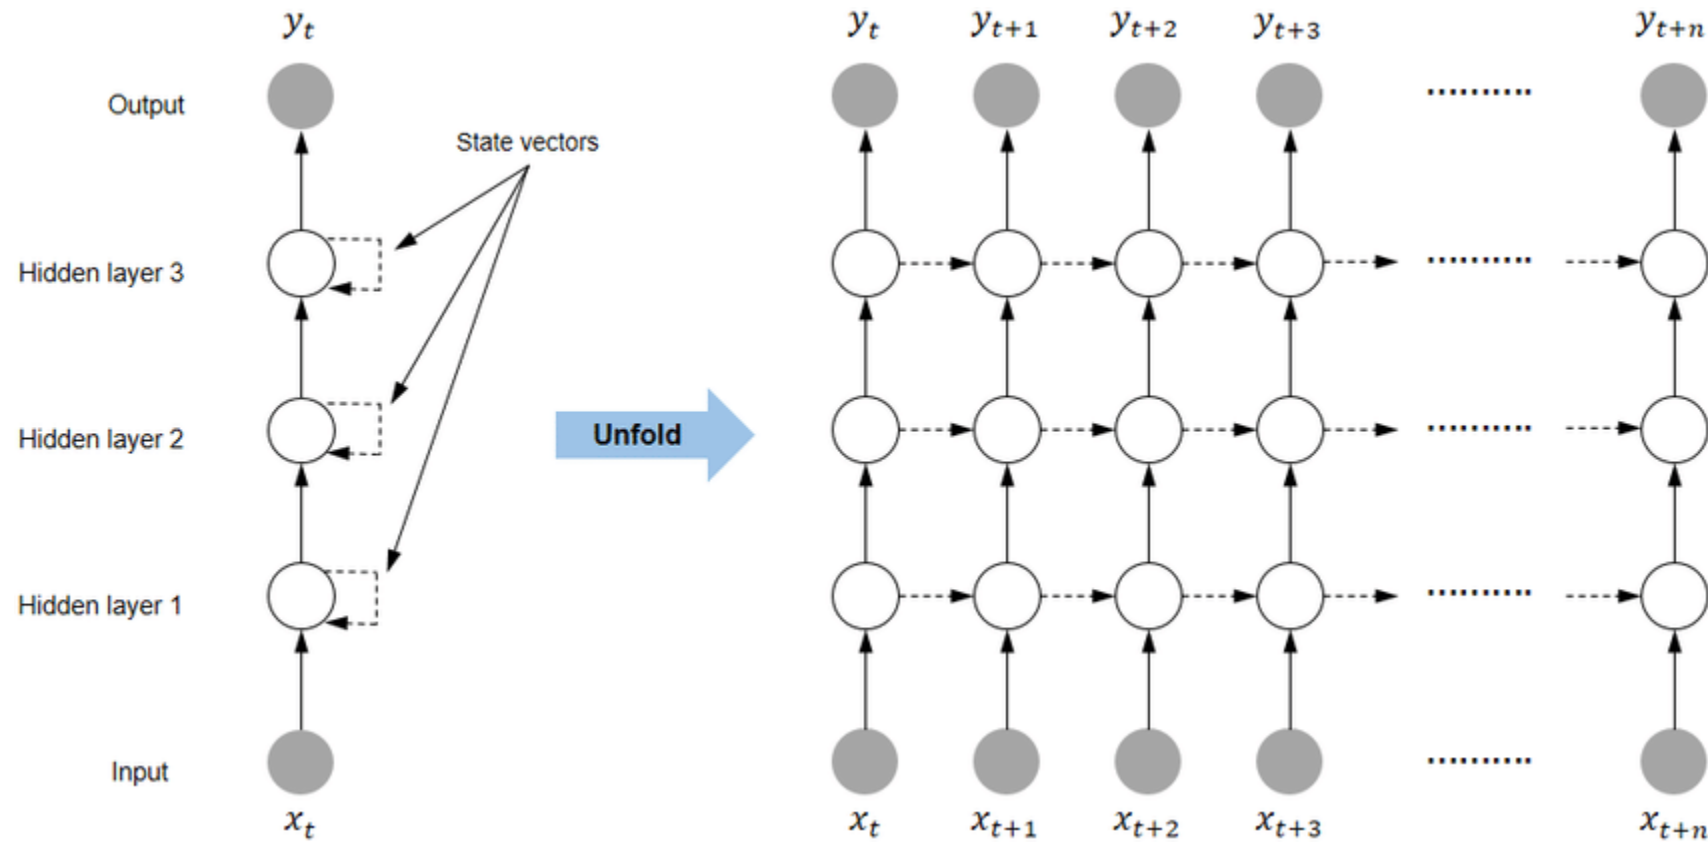 y_t y_t y_{t+1} y_{t+2} y_{t+3} y_{t+n}
Output ..........
State vectors
Hidden layer 3 ..........
Hidden layer 2 Unfold ..........
Hidden layer 1 ..........
Input ..........
x_t x_t x_{t+1} x_{t+2} x_{t+3} x_{t+n}